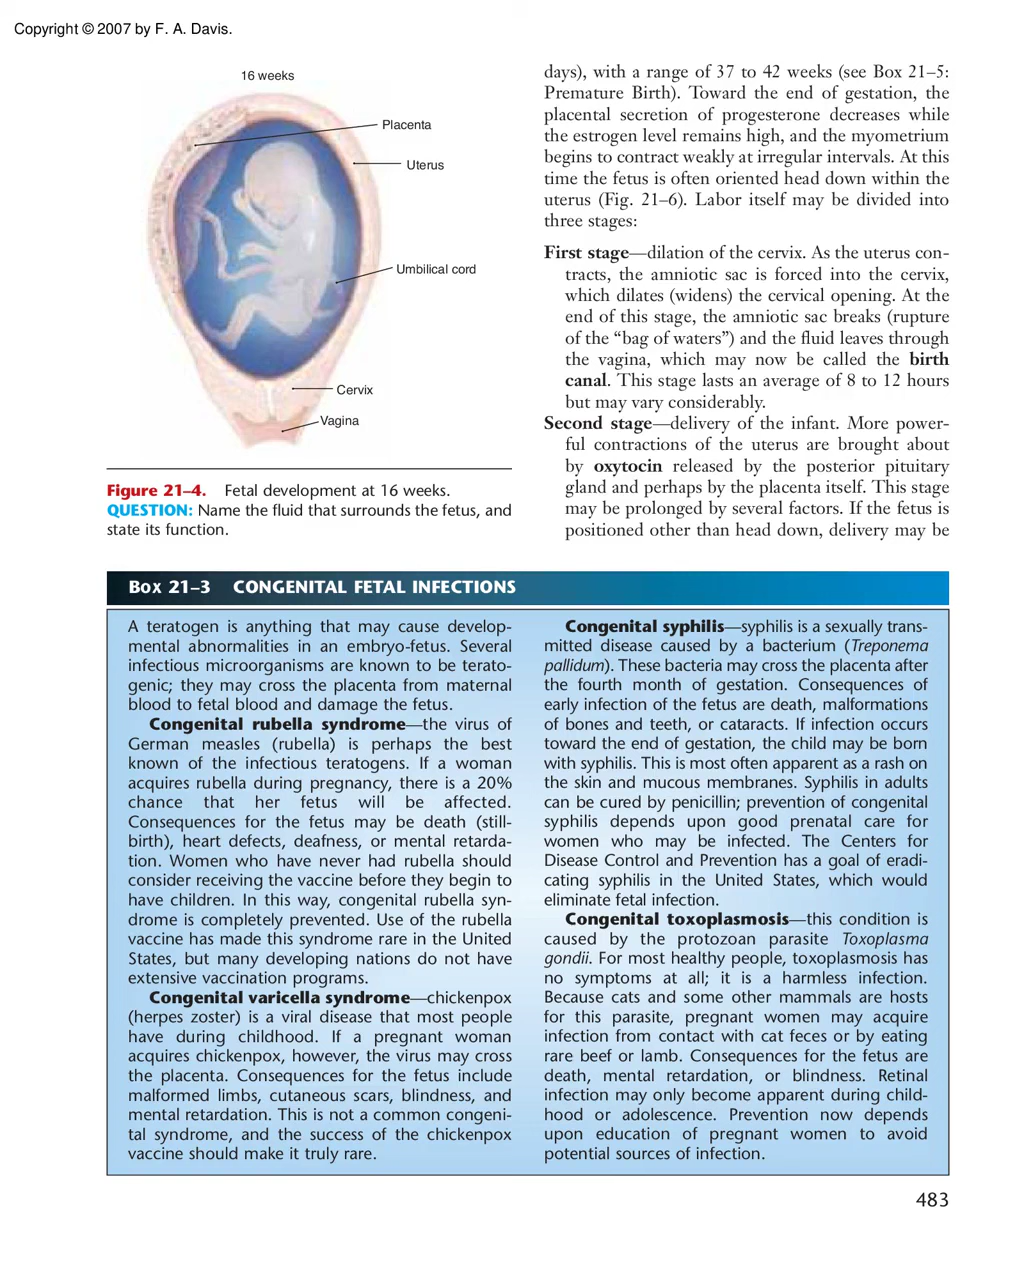 Copyright © 2007 by F. A. Davis.
16 weeks
Placenta
Uterus
Umbilical cord
Cervix
Vagina
Figure 21–4. Fetal development at 16 weeks.
QUESTION: Name the fluid that surrounds the fetus, and
state its function.
days), with a range of 37 to 42 weeks (see Box 21–5:
Premature Birth). Toward the end of gestation, the
placental secretion of progesterone decreases while
the estrogen level remains high, and the myometrium
begins to contract weakly at irregular intervals. At this
time the fetus is often oriented head down within the
uterus (Fig. 21–6). Labor itself may be divided into
three stages:
First stage—dilation of the cervix. As the uterus con-
tracts, the amniotic sac is forced into the cervix,
which dilates (widens) the cervical opening. At the
end of this stage, the amniotic sac breaks (rupture
of the “bag of waters”) and the fluid leaves through
the vagina, which may now be called the birth
canal. This stage lasts an average of 8 to 12 hours
but may vary considerably.
Second stage—delivery of the infant. More power-
ful contractions of the uterus are brought about
by oxytocin released by the posterior pituitary
gland and perhaps by the placenta itself. This stage
may be prolonged by several factors. If the fetus is
positioned other than head down, delivery may be
Box 21–3 CONGENITAL FETAL INFECTIONS
A teratogen is anything that may cause develop-
mental abnormalities in an embryo-fetus. Several
infectious microorganisms are known to be terato-
genic; they may cross the placenta from maternal
blood to fetal blood and damage the fetus.
Congenital rubella syndrome—the virus of
German measles (rubella) is perhaps the best
known of the infectious teratogens. If a woman
acquires rubella during pregnancy, there is a 20%
chance that her fetus will be affected.
Consequences for the fetus may be death (still-
birth), heart defects, deafness, or mental retarda-
tion. Women who have never had rubella should
consider receiving the vaccine before they begin to
have children. In this way, congenital rubella syn-
drome is completely prevented. Use of the rubella
vaccine has made this syndrome rare in the United
States, but many developing nations do not have
extensive vaccination programs.
Congenital varicella syndrome—chickenpox
(herpes zoster) is a viral disease that most people
have during childhood. If a pregnant woman
acquires chickenpox, however, the virus may cross
the placenta. Consequences for the fetus include
malformed limbs, cutaneous scars, blindness, and
mental retardation. This is not a common congeni-
tal syndrome, and the success of the chickenpox
vaccine should make it truly rare.
Congenital syphilis—syphilis is a sexually trans-
mitted disease caused by a bacterium (Treponema
pallidum). These bacteria may cross the placenta after
the fourth month of gestation. Consequences of
early infection of the fetus are death, malformations
of bones and teeth, or cataracts. If infection occurs
toward the end of gestation, the child may be born
with syphilis. This is most often apparent as a rash on
the skin and mucous membranes. Syphilis in adults
can be cured by penicillin; prevention of congenital
syphilis depends upon good prenatal care for
women who may be infected. The Centers for
Disease Control and Prevention has a goal of eradi-
cating syphilis in the United States, which would
eliminate fetal infection.
Congenital toxoplasmosis—this condition is
caused by the protozoan parasite Toxoplasma
gondii. For most healthy people, toxoplasmosis has
no symptoms at all; it is a harmless infection.
Because cats and some other mammals are hosts
for this parasite, pregnant women may acquire
infection from contact with cat feces or by eating
rare beef or lamb. Consequences for the fetus are
death, mental retardation, or blindness. Retinal
infection may only become apparent during child-
hood or adolescence. Prevention now depends
upon education of pregnant women to avoid
potential sources of infection.
483